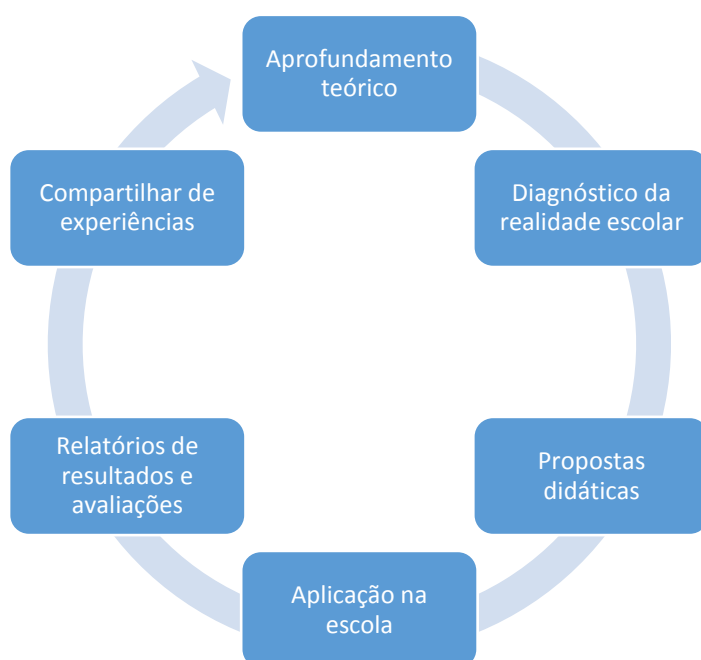 Aprofundamento
teórico
Diagnóstico da
realidade escolar
Propostas
didáticas
Aplicação na
escola
Relatórios de
resultados e
avaliações
Compartilhar de
experiências